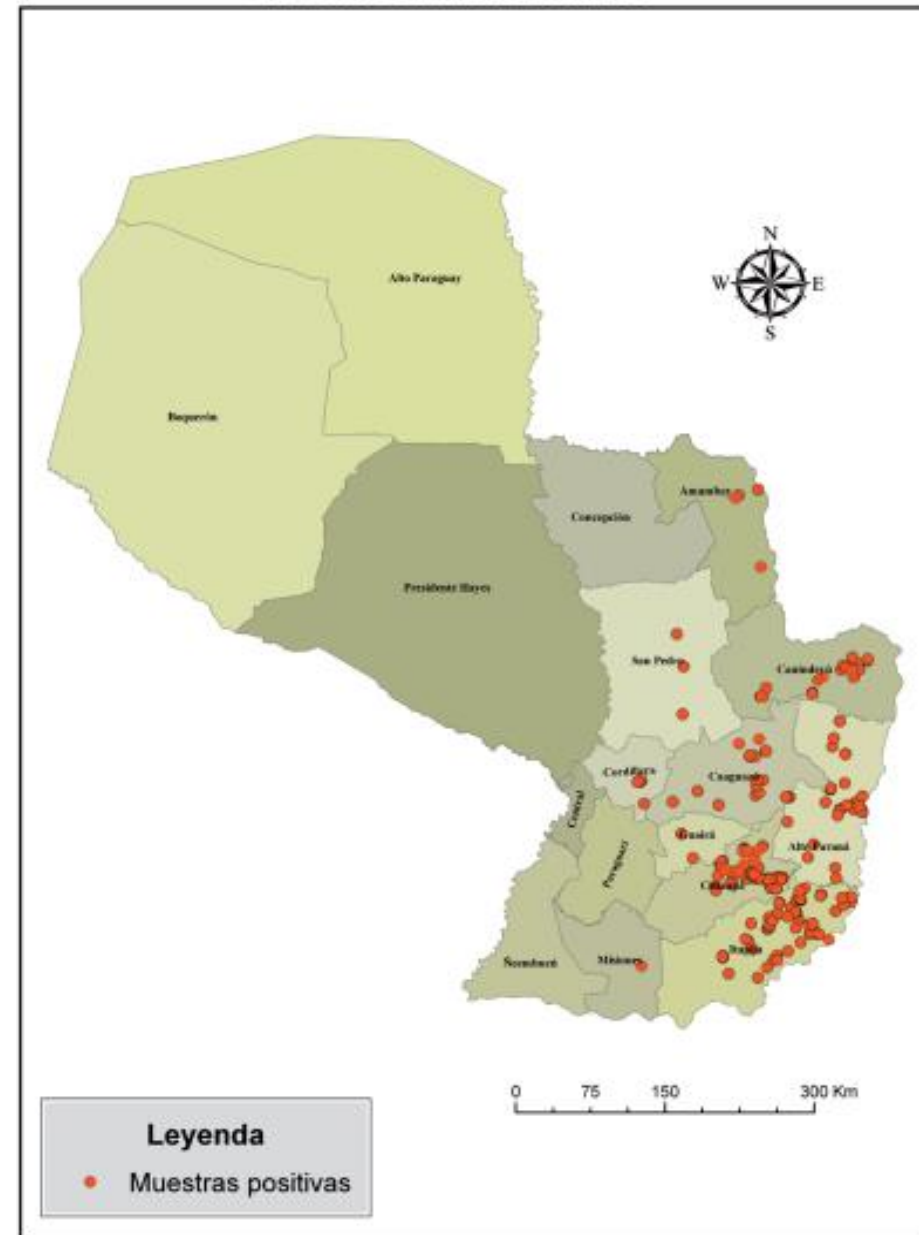 N
W
E
S
Alto Paraguay
Boquerón
Amambay
Concepción
Presidente Hayes
San Pedro
Canindeyú
Cordillera
Caaguazú
Central
Guairá
Alto Paraná
Paraguarí
Caazapá
Itapúa
Misiones
Ñeembucú
0 75 150 300 Km
Leyenda
Muestras positivas